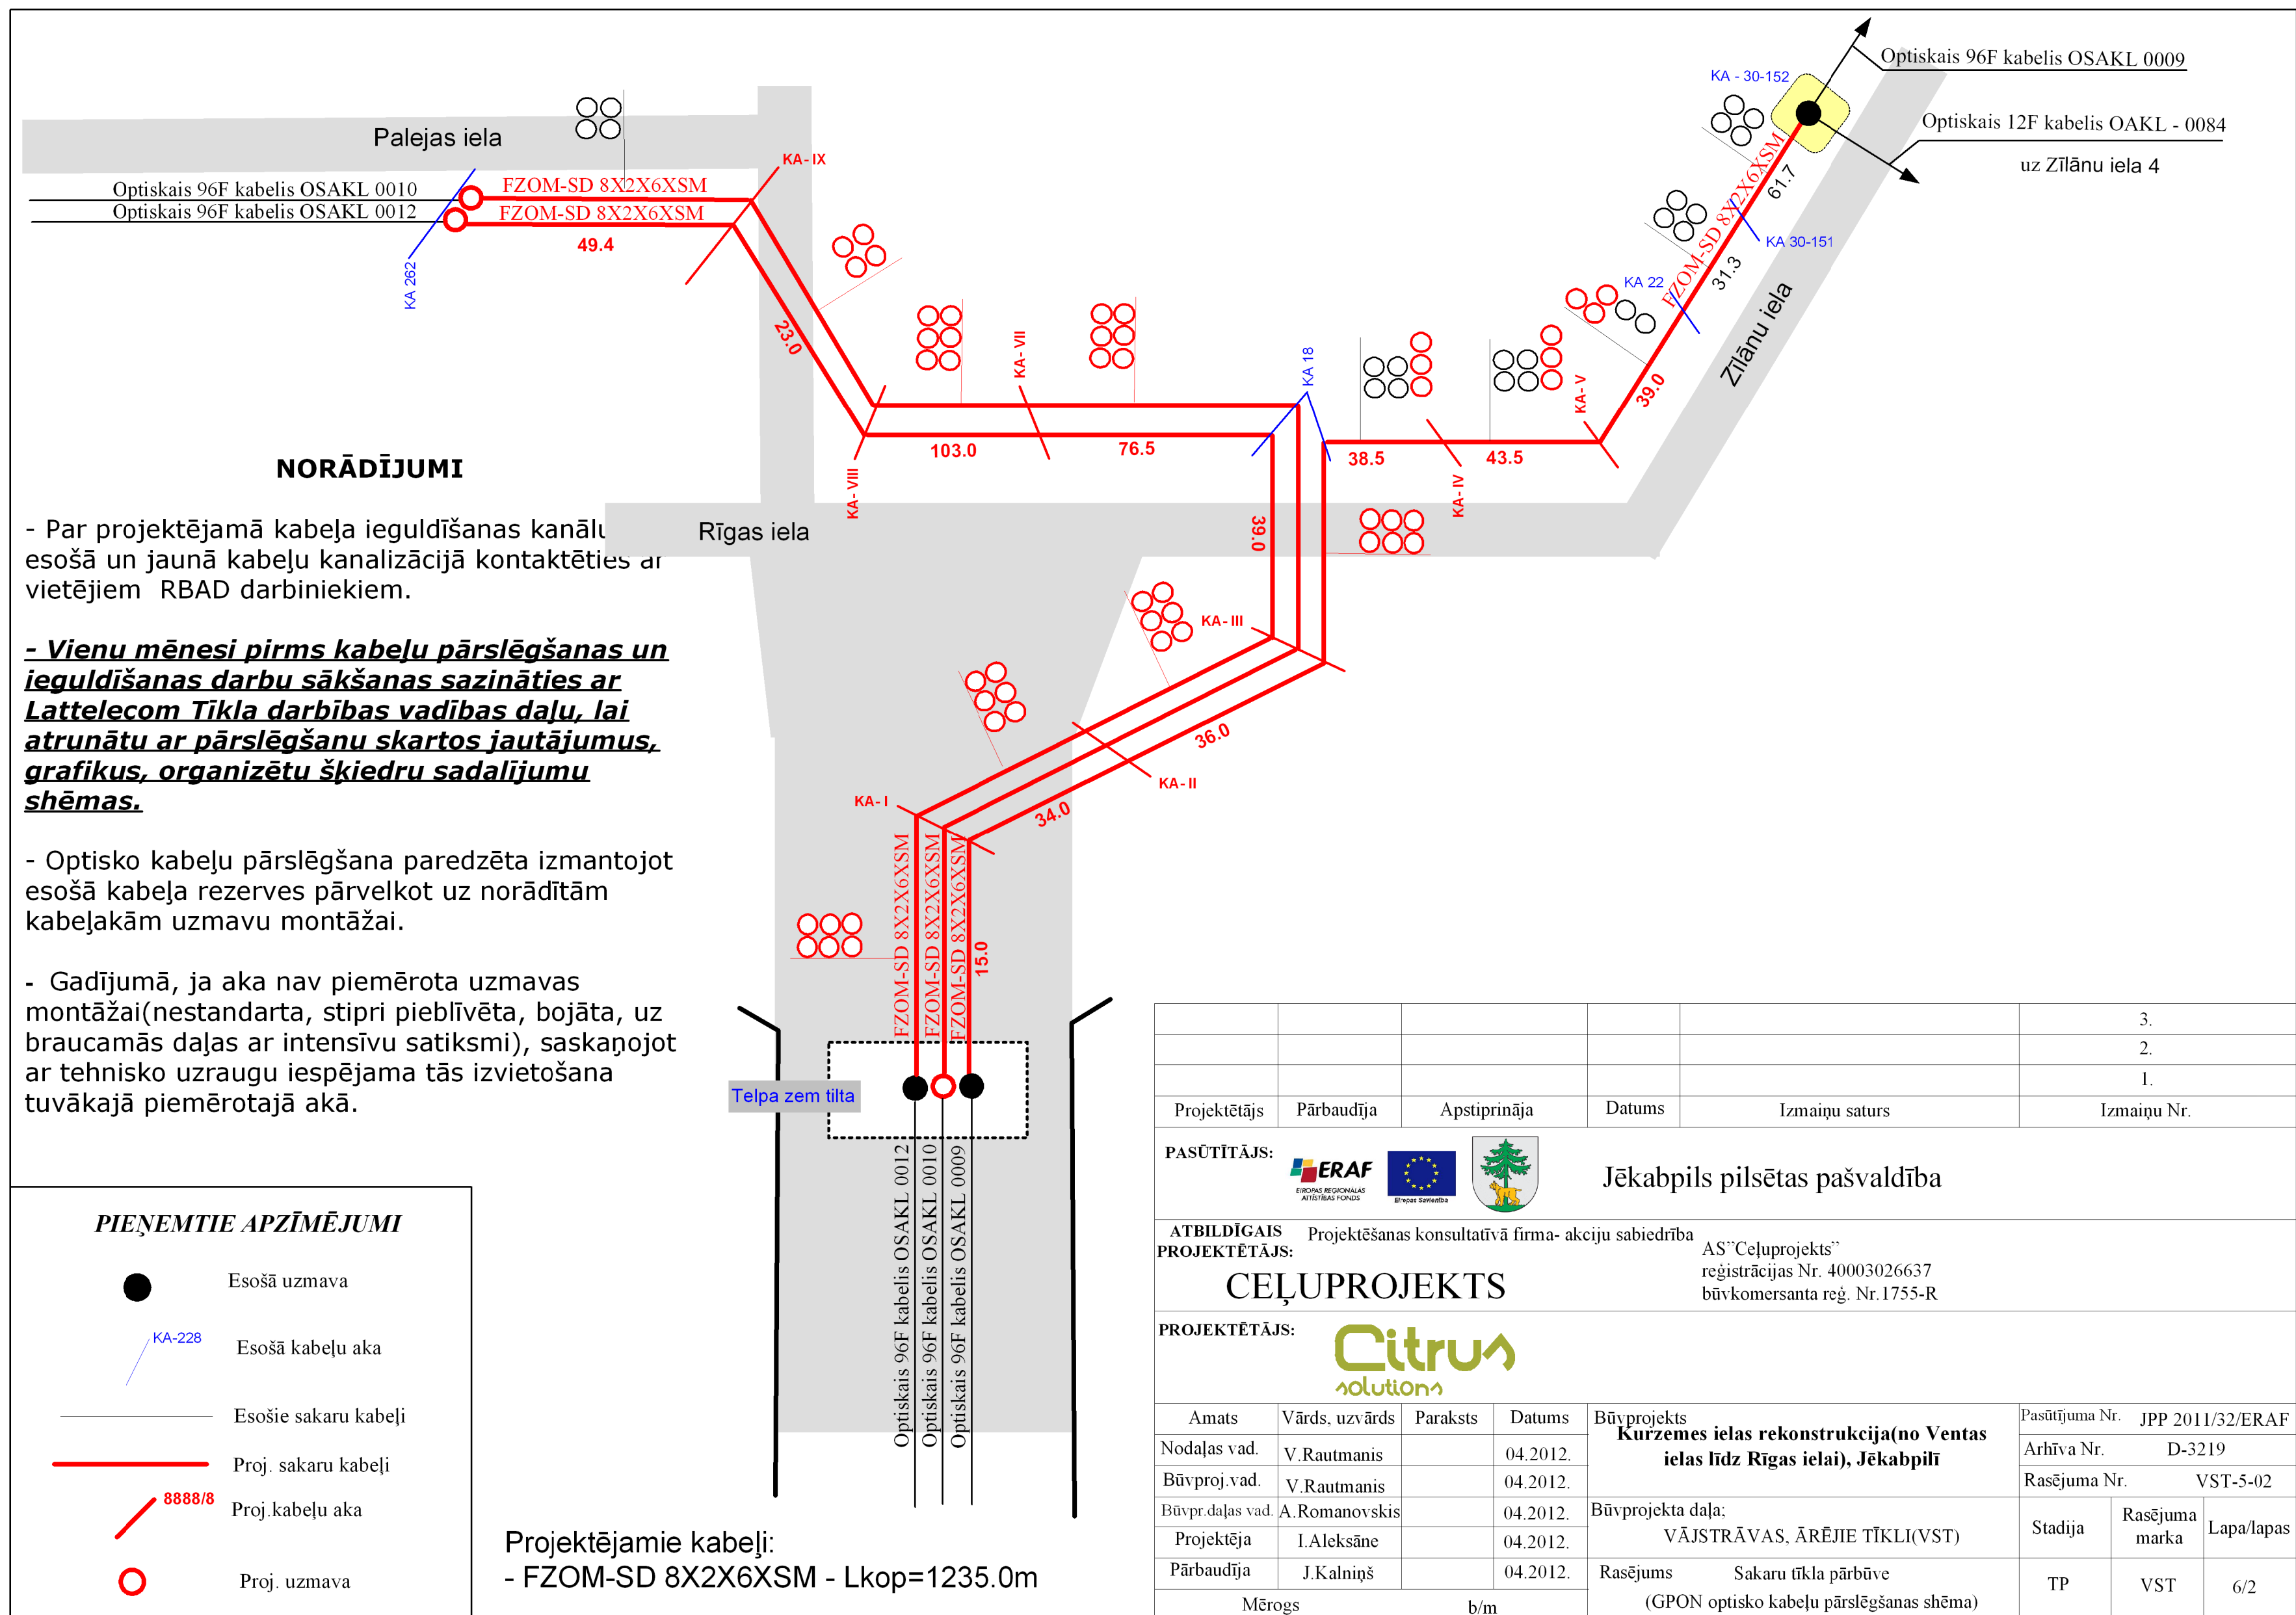 Palejas iela
Optiskais 96F kabelis OSAKL 0010
Optiskais 96F kabelis OSAKL 0012
FZOM-SD 8X2X6XSM
FZOM-SD 8X2X6XSM
49.4
KA 262
KA- IX
23.0
KA- VIII
103.0
KA- VII
76.5
KA 18
39.0
38.5
KA- IV
43.5
KA- V
39.0
KA 22
31.3
KA 30-151
61.7
FZOM-SD 8X2X6XSM
FZOM-SD 8X2X6XSM
KA - 30-152
Optiskais 96F kabelis OSAKL 0009
Optiskais 12F kabelis OAKL - 0084
uz Zīlānu iela 4
Zīlānu iela
Rīgas iela
KA- III
36.0
KA- II
34.0
KA- I
FZOM-SD 8X2X6XSM
FZOM-SD 8X2X6XSM
FZOM-SD 8X2X6XSM
15.0
Telpa zem tilta
Optiskais 96F kabelis OSAKL 0012
Optiskais 96F kabelis OSAKL 0010
Optiskais 96F kabelis OSAKL 0009
NORĀDĪJUMI
- Par projektējamā kabeļa ieguldīšanas kanālu
esošā un jaunā kabeļu kanalizācijā kontaktēties ar
vietējiem RBAD darbiniekiem.
- Vienu mēnesi pirms kabeļu pārslēgšanas un
ieguldīšanas darbu sākšanas sazināties ar
Lattelecom Tīkla darbības vadības daļu, lai
atrunātu ar pārslēgšanu skartos jautājumus,
grafikus, organizētu šķiedru sadalījumu
shēmas.
- Optisko kabeļu pārslēgšana paredzēta izmantojot
esošā kabeļa rezerves pārvelkot uz norādītām
kabeļakām uzmavu montāžai.
- Gadījumā, ja aka nav piemērota uzmavas
montāžai(nestandarta, stipri pieblīvēta, bojāta, uz
braucamās daļas ar intensīvu satiksmi), saskaņojot
ar tehnisko uzraugu iespējama tās izvietošana
tuvākajā piemērotajā akā.
PIEŅEMTIE APZĪMĒJUMI
Esošā uzmava
KA-228
Esošā kabeļu aka
Esošie sakaru kabeļi
Proj. sakaru kabeļi
8888/8
Proj.kabeļu aka
Proj. uzmava
Projektējamie kabeļi:
- FZOM-SD 8X2X6XSM - Lkop=1235.0m
3.
2.
1.
Projektētājs Pārbaudīja Apstiprināja Datums Izmaiņu saturs Izmaiņu Nr.
PASŪTĪTĀJS:
ERAF
EIROPAS REGIONĀLĀS
ATTĪSTĪBAS FONDS
Eiropas Savienība
Jēkabpils pilsētas pašvaldība
ATBILDĪGAIS
PROJEKTĒTĀJS:
Projektēšanas konsultatīvā firma- akciju sabiedrība
CEĻUPROJEKTS
AS”Ceļuprojekts”
reģistrācijas Nr. 40003026637
būvkomersanta reģ. Nr.1755-R
PROJEKTĒTĀJS:
Citrus
solutions
Amats Vārds, uzvārds Paraksts Datums
Nodaļas vad. V.Rautmanis 04.2012.
Būvproj.vad. V.Rautmanis 04.2012.
Būvpr.daļas vad. A.Romanovskis 04.2012.
Projektēja I.Aleksāne 04.2012.
Pārbaudīja J.Kalniņš 04.2012.
Mērogs b/m
Būvprojekts
Kurzemes ielas rekonstrukcija(no Ventas
ielas līdz Rīgas ielai), Jēkabpilī
Būvprojekta daļa;
VĀJSTRĀVAS, ĀRĒJIE TĪKLI(VST)
Rasējums Sakaru tīkla pārbūve
(GPON optisko kabeļu pārslēgšanas shēma)
Pasūtījuma Nr. JPP 2011/32/ERAF
Arhīva Nr. D-3219
Rasējuma Nr. VST-5-02
Stadija Rasējuma marka Lapa/lapas
TP VST 6/2